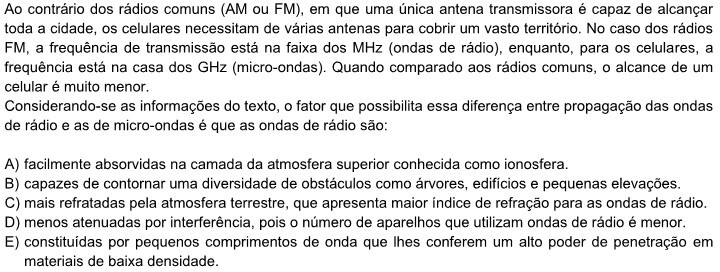 Ao contrário dos rádios comuns (AM ou FM), em que uma única antena transmissora é capaz de alcançar
toda a cidade, os celulares necessitam de várias antenas para cobrir um vasto território. No caso dos rádios
FM, a frequência de transmissão está na faixa dos MHz (ondas de rádio), enquanto, para os celulares, a
frequência está na casa dos GHz (micro-ondas). Quando comparado aos rádios comuns, o alcance de um
celular é muito menor.
Considerando-se as informações do texto, o fator que possibilita essa diferença entre propagação das ondas
de rádio e as de micro-ondas é que as ondas de rádio são:
A) facilmente absorvidas na camada da atmosfera superior conhecida como ionosfera.
B) capazes de contornar uma diversidade de obstáculos como árvores, edifícios e pequenas elevações.
C) mais refratadas pela atmosfera terrestre, que apresenta maior índice de refração para as ondas de rádio.
D) menos atenuadas por interferência, pois o número de aparelhos que utilizam ondas de rádio é menor.
E) constituídas por pequenos comprimentos de onda que lhes conferem um alto poder de penetração em
materiais de baixa densidade.